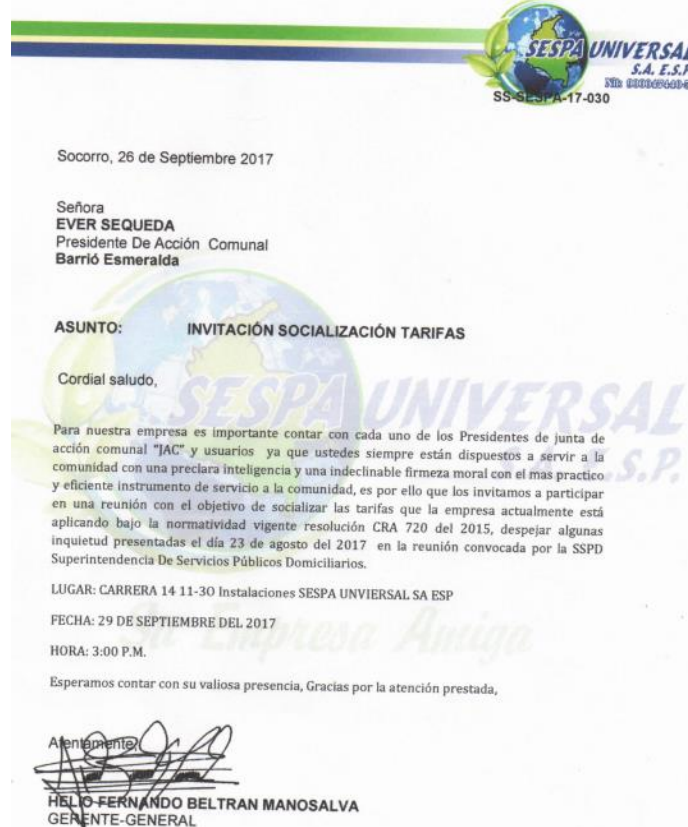 SESPA UNIVERSAL
S.A. E.S.P
SS-SESPA-17-030
Socorro, 26 de Septiembre 2017
Señora
EVER SEQUEDA
Presidente De Acción Comunal
Barrió Esmeralda
ASUNTO: INVITACIÓN SOCIALIZACIÓN TARIFAS
Cordial saludo,
SESPA UNIVERSAL
S.A. E.S.P.
Para nuestra empresa es importante contar con cada uno de los Presidentes de junta de
acción comunal "JAC" y usuarios ya que ustedes siempre están dispuestos a servir a la
comunidad con una preclara inteligencia y una indeclinable firmeza moral con el mas practico
y eficiente instrumento de servicio a la comunidad, es por ello que los invitamos a participar
en una reunión con el objetivo de socializar las tarifas que la empresa actualmente está
aplicando bajo la normatividad vigente resolución CRA 720 del 2015, despejar algunas
inquietud presentadas el día 23 de agosto del 2017 en la reunión convocada por la SSPD
Superintendencia De Servicios Públicos Domiciliarios.
LUGAR: CARRERA 14 11-30 Instalaciones SESPA UNVIERSAL SA ESP
FECHA: 29 DE SEPTIEMBRE DEL 2017
Su Empresa Amiga
HORA: 3:00 P.M.
Esperamos contar con su valiosa presencia, Gracias por la atención prestada,
Atentamente,
HELIO FERNANDO BELTRAN MANOSALVA
GERENTE-GENERAL